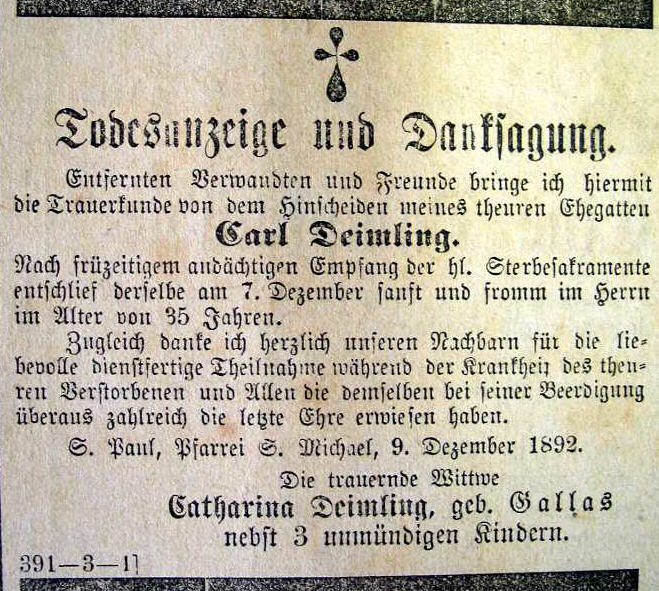 Todesanzeige und Danksagung.
Entfernten Verwandten und Freunde bringe ich hiermit
die Trauerkunde von dem Hinscheiden meines theuren Ehegatten
Carl Deimling.
Nach früzeitigem andächtigen Empfang der hl. Sterbesakramente
entschlief derselbe am 7. Dezember sanft und fromm im Herrn
im Alter von 35 Jahren.
Zugleich danke ich herzlich unseren Nachbarn für die lie-
bevolle dienstfertige Theilnahme während der Krankheit des theu-
ren Verstorbenen und Allen die demselben bei seiner Beerdigung
überaus zahlreich die letzte Ehre erwiesen haben.
S. Paul, Pfarrei S. Michael, 9. Dezember 1892.
Die trauernde Wittwe
Catharina Deimling, geb. Gallas
nebst 3 unmündigen Kindern.
391—3—1]